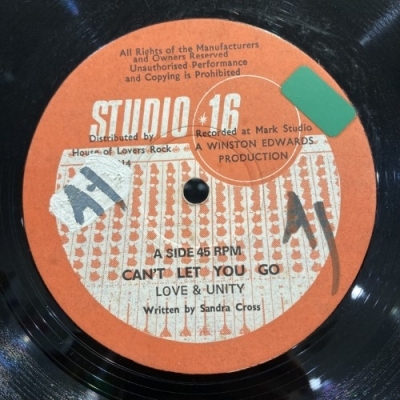 All Rights of the Manufacturers
and Owners Reserved
Unauthorised Performance
and Copying is Prohibited
STUDIO *16
Distributed by
House of Lovers Rock
14
Recorded at Mark Studio
A WINSTON EDWARDS
PRODUCTION
A1
A1
A SIDE 45 RPM
CAN'T LET YOU GO
LOVE & UNITY
Written by Sandra Cross